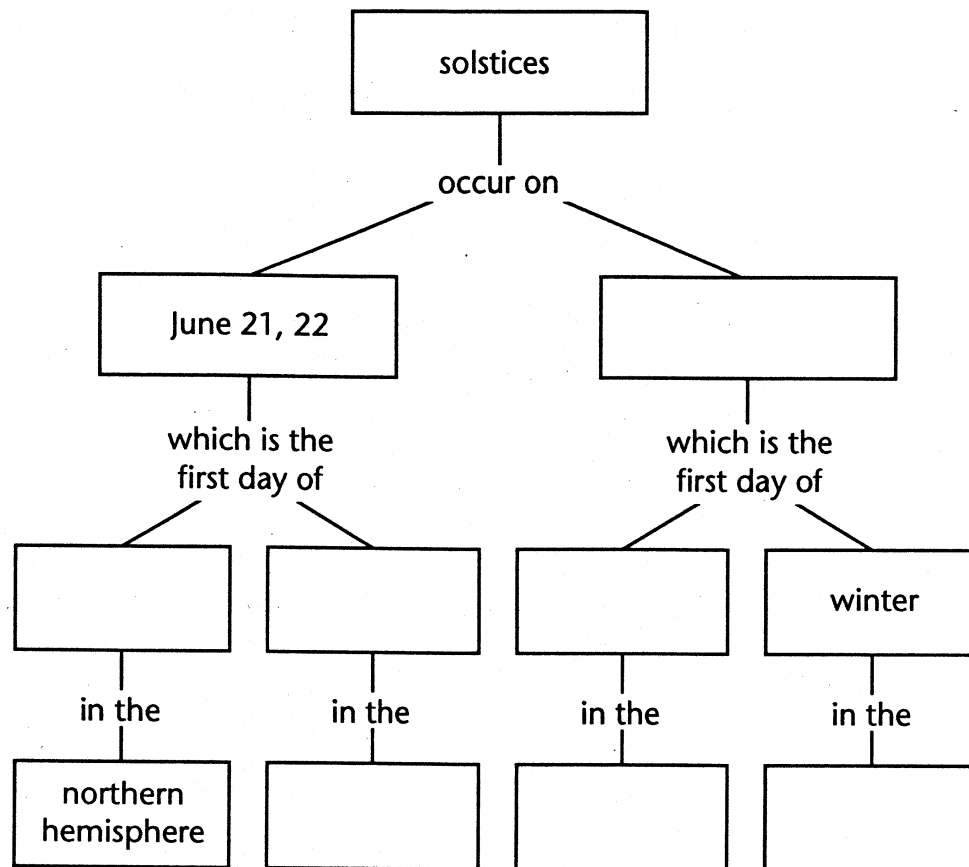 solstices
occur on
June 21, 22
which is the
first day of
which is the
first day of
winter
in the
in the
in the
in the
northern
hemisphere